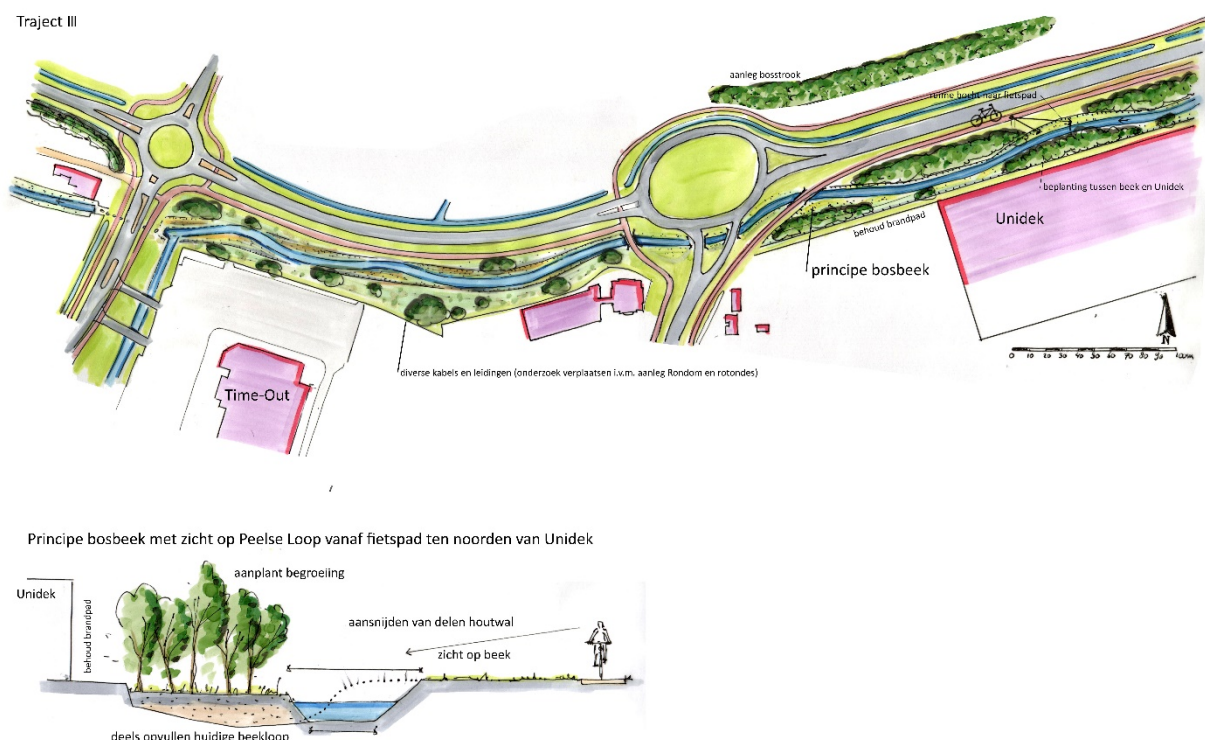 Traject III
aanleg bosstrook
ruime bocht naar fietspad
beplanting tussen beek en Unidek
Unidek
behoud brandpad
principe bosbeek
N
0 10 20 30 40 50 60 70 80 90 100m
diverse kabels en leidingen (onderzoek verplaatsen i.v.m. aanleg Rondom en rotondes)
Time-Out
Principe bosbeek met zicht op Peelse Loop vanaf fietspad ten noorden van Unidek
aanplant begroeiing
Unidek
behoud brandpad
aansnijden van delen houtwal
zicht op beek
deels opvullen huidige beekloop